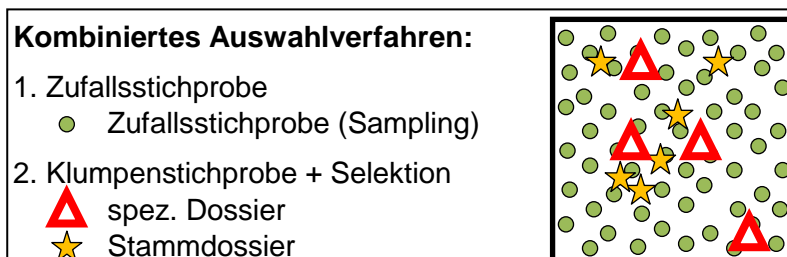 Kombiniertes Auswahlverfahren:
1. Zufallsstichprobe
Zufallsstichprobe (Sampling)
2. Klumpenstichprobe + Selektion
spez. Dossier
Stammdossier